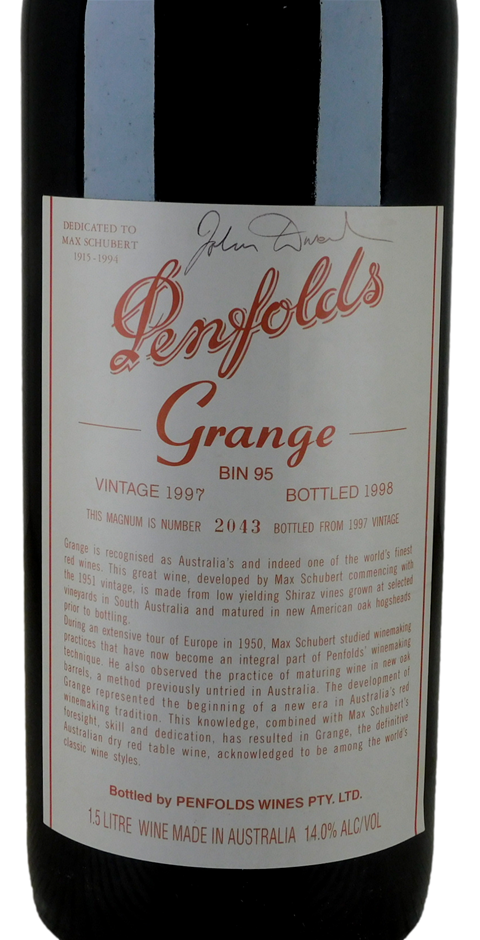 DEDICATED TO
MAX SCHUBERT
1915-1994
John
Penfolds
Grange
BIN 95
VINTAGE 1997 BOTTLED 1998
THIS MAGNUM IS NUMBER 2043 BOTTLED FROM 1997 VINTAGE
Grange is recognised as Australia's and indeed one of the world's finest
red wines. This great wine, developed by Max Schubert commencing with
the 1951 vintage, is made from low yielding Shiraz vines grown at selected
vineyards in South Australia and matured in new American oak hogsheads
prior to bottling.
During an extensive tour of Europe in 1950, Max Schubert studied winemaking
practices that have now become an integral part of Penfolds' winemaking
technique. He also observed the practice of maturing wine in new oak
barrels, a method previously untried in Australia. The development of
Grange represented the beginning of a new era in Australia's red
winemaking tradition. This knowledge, combined with Max Schubert's
foresight, skill and dedication, has resulted in Grange, the definitive
Australian dry red table wine, acknowledged to be among the world's
classic wine styles.
Bottled by PENFOLDS WINES PTY. LTD.
1.5 LITRE WINE MADE IN AUSTRALIA 14.0% ALC/VOL